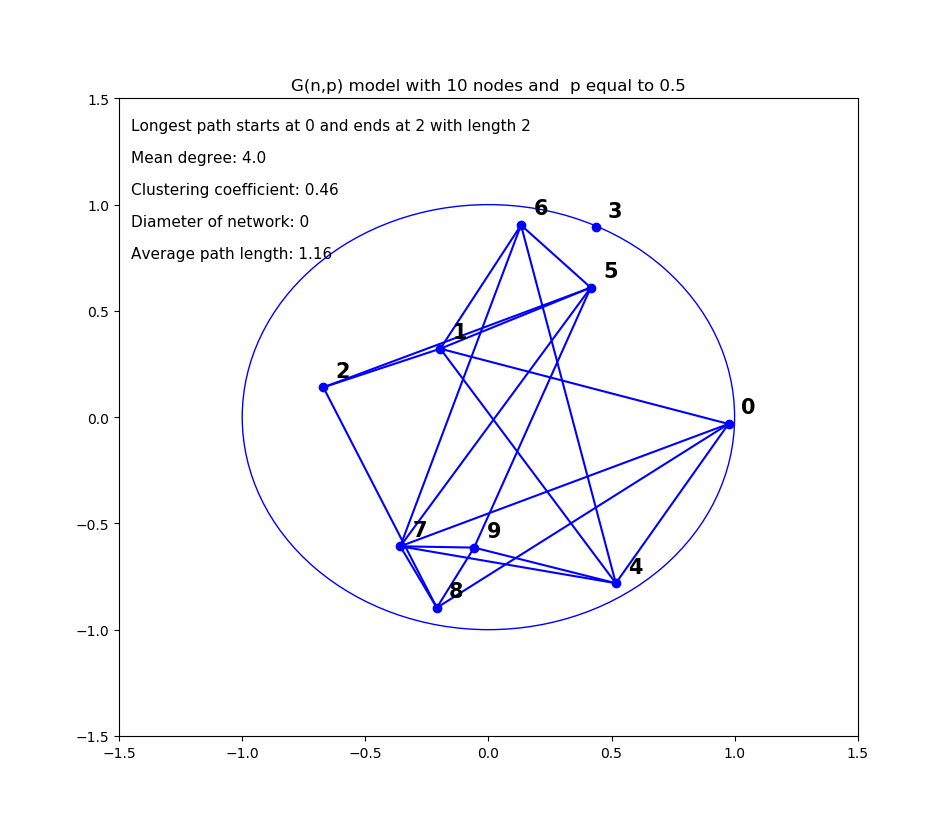 G(n,p) model with 10 nodes and  p equal to 0.5
1.5
Longest path starts at 0 and ends at 2 with length 2
Mean degree: 4.0
Clustering coefficient: 0.46
1.0
6
3
Diameter of network: 0
Average path length: 1.16
5
0.5
1
2
0.0
0
−0.5
7
9
4
8
−1.0
−1.5
−1.5 −1.0 −0.5 0.0 0.5 1.0 1.5